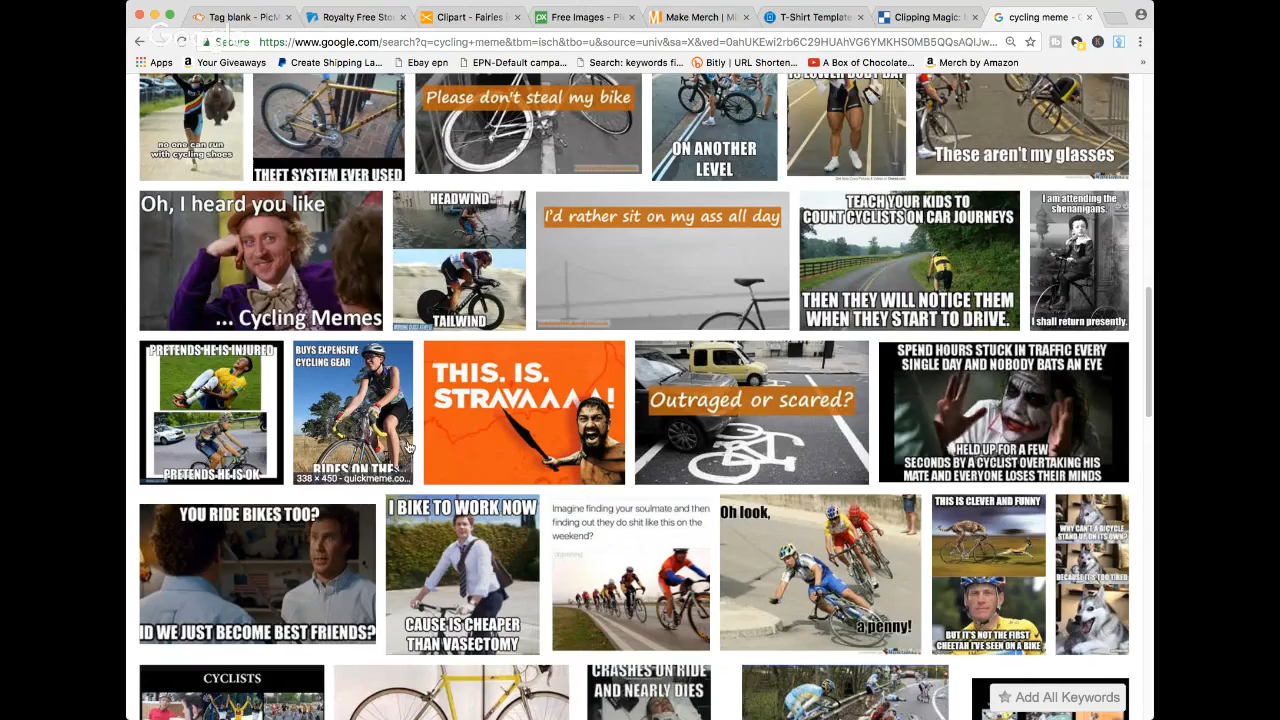 Tag blank - PicM
Royalty Free Sto
Clipart - Fairies
Free Images - Pi
Make Merch | Mi
T-Shirt Template
Clipping Magic: I
cycling meme - G
Secure
https://www.google.com/search?q=cycling+meme&tbm=isch&tbo=u&source=univ&sa=X&ved=0ahUKEwi2rb6C29HUAhVG6YMKHS0MB5QQsAQIJw...
Apps
Your Giveaways
Create Shipping La...
Ebay epn
EPN-Default campa...
Search: keywords fi...
Bitly | URL Shorten...
A Box of Chocolate...
Merch by Amazon
no one can run
with cycling shoes
THEFT SYSTEM EVER USED
Please don't steal my bike
ON ANOTHER
LEVEL
IS LOWER BODY DAY
These aren't my glasses
Oh, I heard you like
... Cycling Memes
HEADWIND
TAILWIND
I'd rather sit on my ass all day
TEACH YOUR KIDS TO
COUNT CYCLISTS ON CAR JOURNEYS
THEN THEY WILL NOTICE THEM
WHEN THEY START TO DRIVE.
I am attending the
shenanigans.
I shall return presently.
PRETENDS HE IS INJURED
PRETENDS HE IS OK
BUYS EXPENSIVE
CYCLING GEAR
RIDES ON THE
338 × 450 - quickmeme.co...
THIS. IS.
STRAVAAAA!
Outraged or scared?
SPEND HOURS STUCK IN TRAFFIC EVERY
SINGLE DAY AND NOBODY BATS AN EYE
HELD UP FOR A FEW
SECONDS BY A CYCLIST OVERTAKING HIS
MATE AND EVERYONE LOSES THEIR MINDS
YOU RIDE BIKES TOO?
ID WE JUST BECOME BEST FRIENDS?
I BIKE TO WORK NOW
CAUSE IS CHEAPER
THAN VASECTOMY
Imagine finding your soulmate and then
finding out they do shit like this on the
weekend?
Oh look,
a penny!
THIS IS CLEVER AND FUNNY
BUT IT'S NOT THE FIRST
CHEETAH I'VE SEEN ON A BIKE
WHY CAN'T A BICYCLE
STAND UP ON ITS OWN?
BECAUSE IT'S TOO TIRED
CYCLISTS
CRASHES ON RIDE
AND NEARLY DIES
Add All Keywords